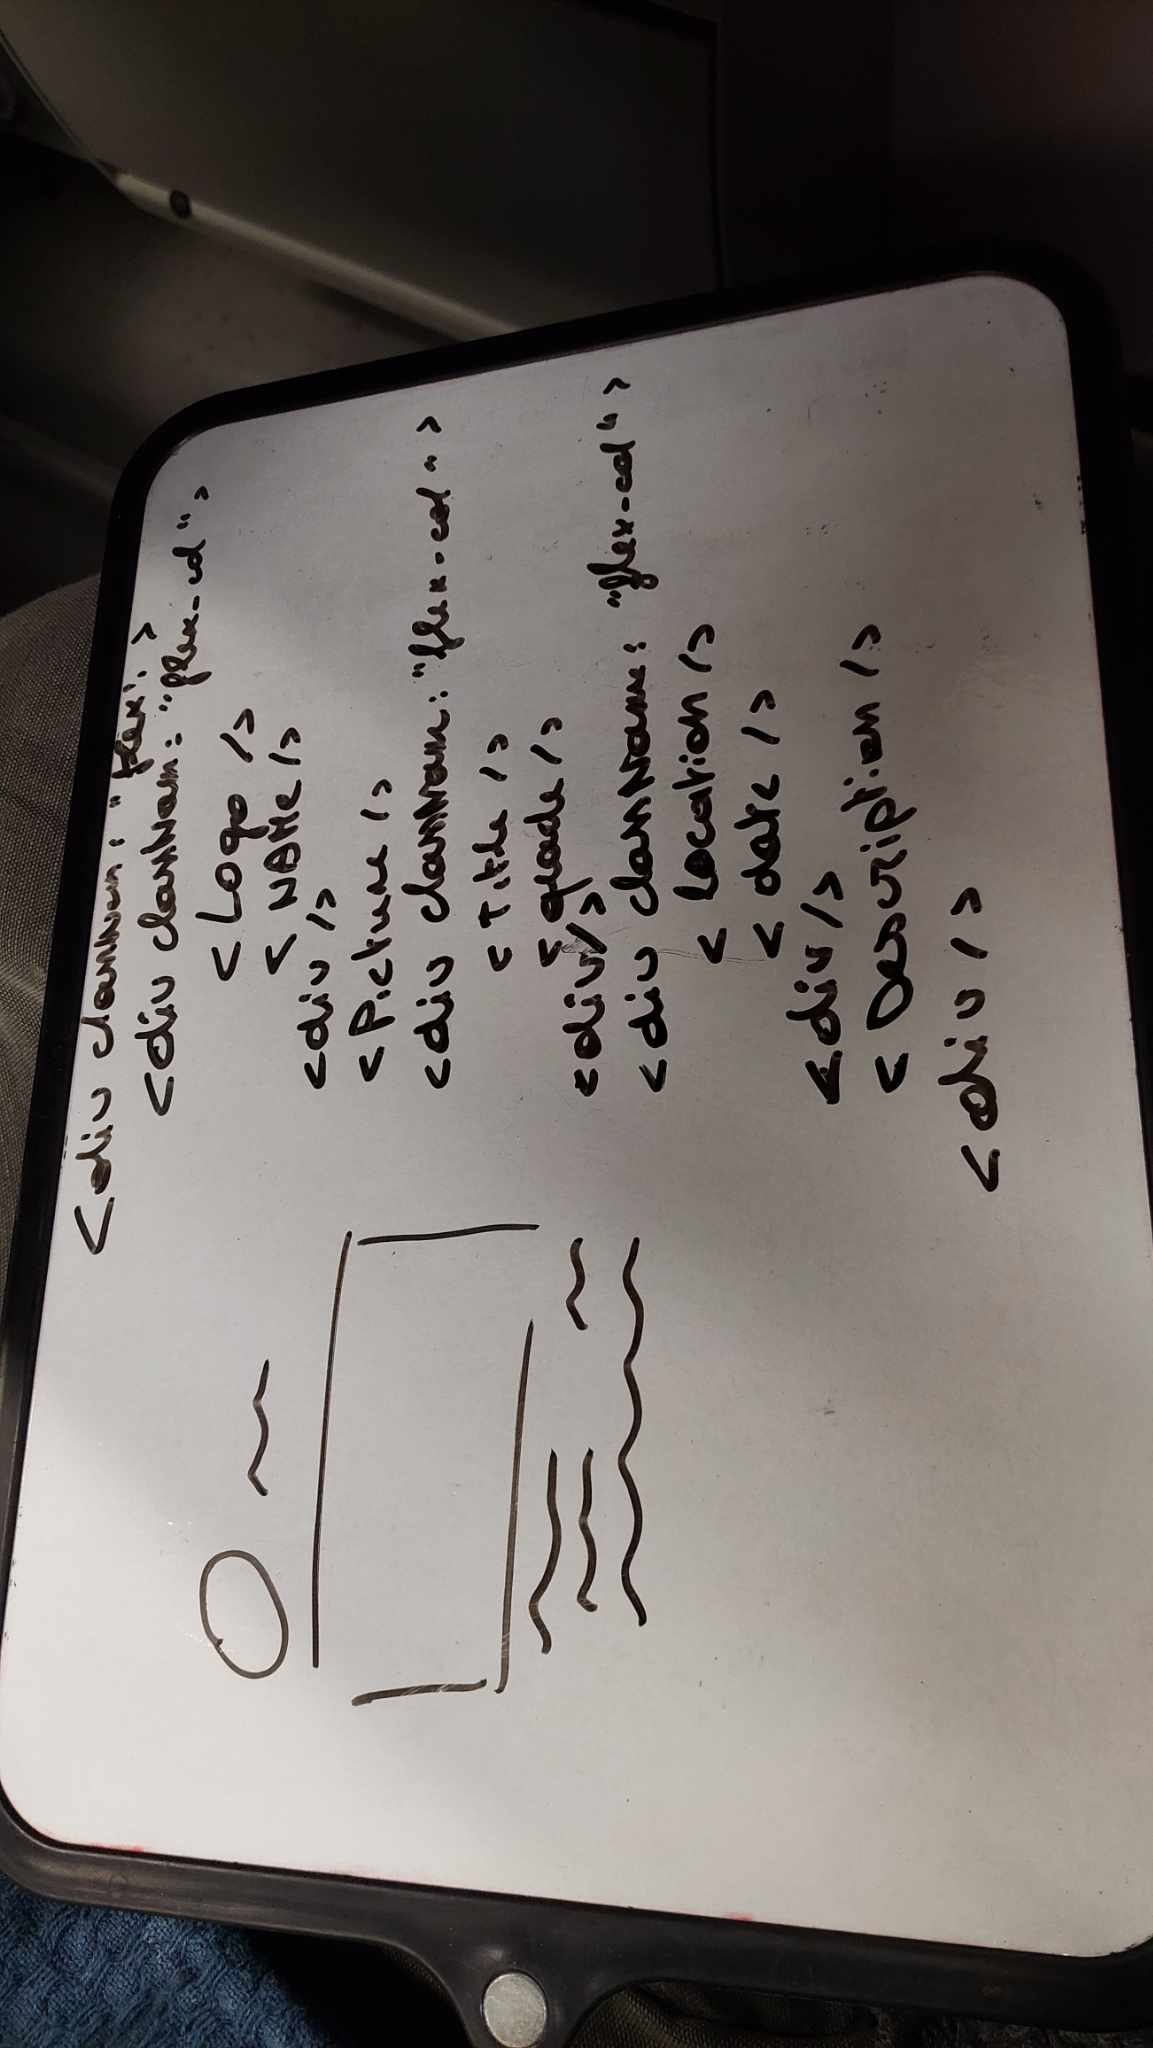 <div className: "flex">
<div className: "flex-col">
<Logo />
<NAME />
<div />
<Picture />
<div className: "flex-col">
<Title />
<grade />
<div />
<div className: "flex-col">
<Location />
<date />
<div />
<Description />
<div />